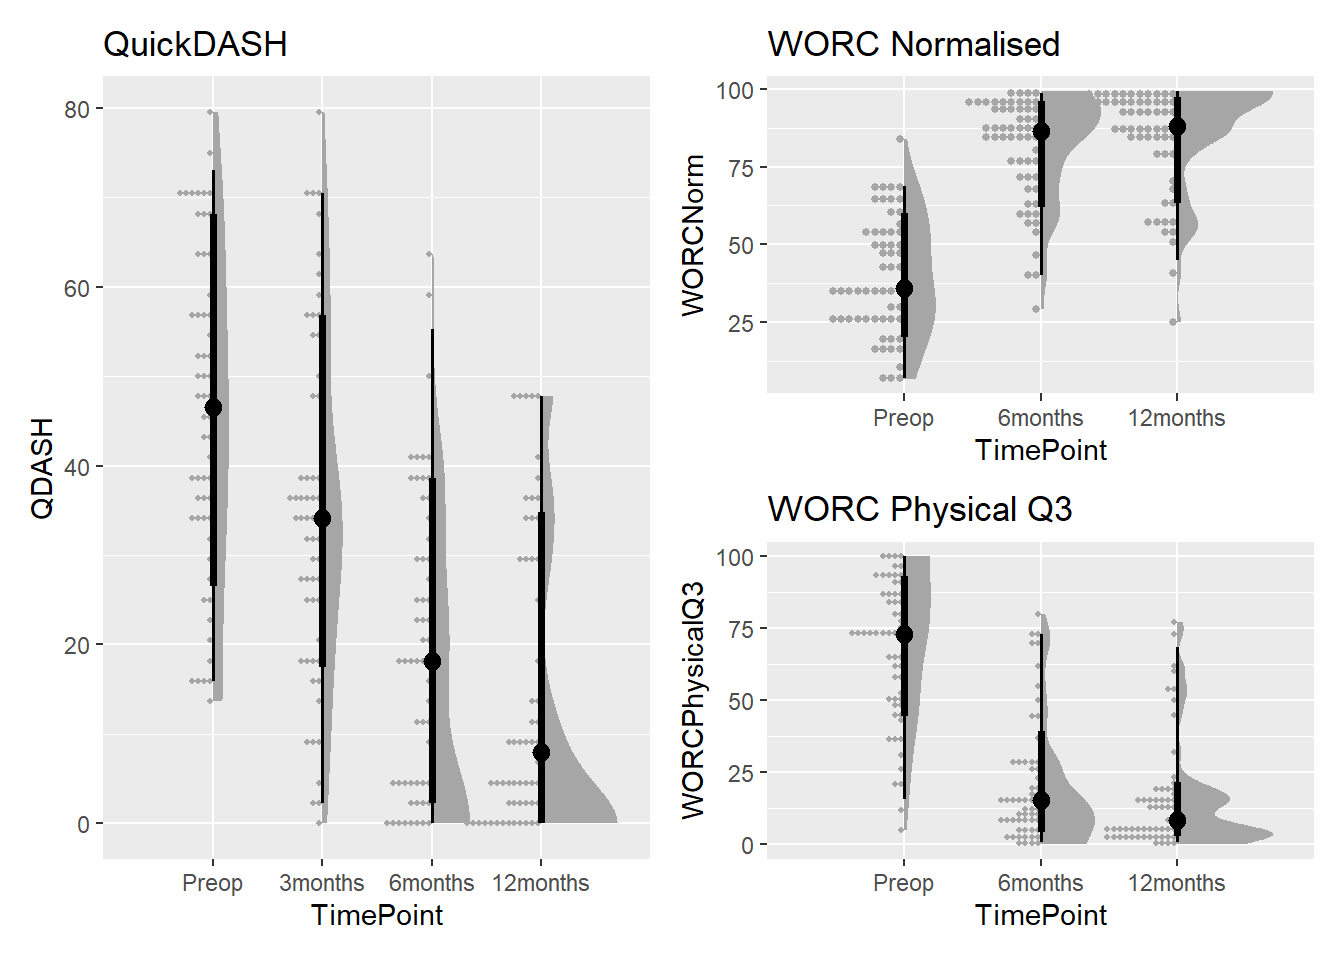 QuickDASH
80
60
40
20
0
QDASH
Preop 3months 6months 12months
TimePoint
WORC Normalised
100
75
50
25
WORCNorm
Preop 6months 12months
TimePoint
WORC Physical Q3
100
75
50
25
0
WORCPhysicalQ3
Preop 6months 12months
TimePoint